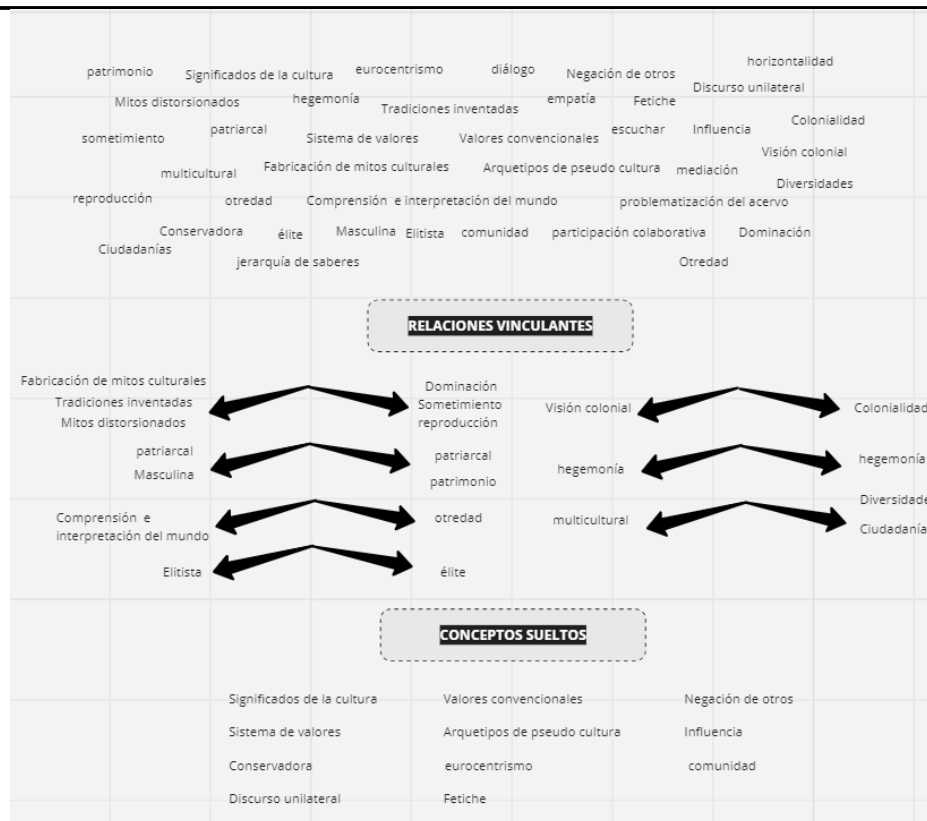 horizontalidad
patrimonio Significados de la cultura eurocentrismo diálogo Negación de otros
Discurso unilateral
Mitos distorsionados hegemonía Tradiciones inventadas empatía Fetiche
Colonialidad
sometimiento patriarcal Sistema de valores Valores convencionales escuchar Influencia
Visión colonial
multicultural Fabricación de mitos culturales Arquetipos de pseudo cultura mediación
Diversidades
reproducción otredad Comprensión e interpretación del mundo problematización del acervo
Conservadora élite Masculina Elitista comunidad participación colaborativa Dominación
Ciudadanías
jerarquía de saberes Otredad
RELACIONES VINCULANTES
Fabricación de mitos culturales
Tradiciones inventadas
Mitos distorsionados
Dominación
Sometimiento
reproducción
Visión colonial
Colonialidad
patriarcal
Masculina
patriarcal
patrimonio
hegemonía
hegemonía
Comprensión e
interpretación del mundo
otredad
multicultural
Diversidade
Ciudadanía
Elitista
élite
CONCEPTOS SUELTOS
Significados de la cultura Valores convencionales Negación de otros
Sistema de valores Arquetipos de pseudo cultura Influencia
Conservadora eurocentrismo comunidad
Discurso unilateral Fetiche